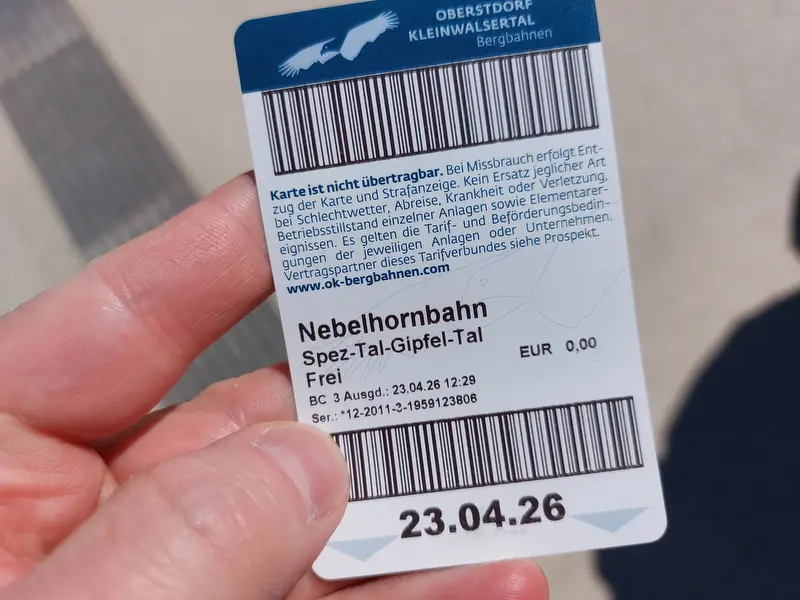 OBERSTDORF
KLEINWALSERTAL
Bergbahnen
Karte ist nicht übertragbar. Bei Missbrauch erfolgt Ent-
zug der Karte und Strafanzeige. Kein Ersatz jeglicher Art
bei Schlechtwetter, Abreise, Krankheit oder Verletzung,
Betriebsstillstand einzelner Anlagen sowie Elementarer-
eignissen. Es gelten die Tarif- und Beförderungsbedin-
gungen der jeweiligen Anlagen oder Unternehmen.
Vertragspartner dieses Tarifverbundes siehe Prospekt.
www.ok-bergbahnen.com
Nebelhornbahn
Spez-Tal-Gipfel-Tal
Frei EUR 0,00
BC 3 Ausgd.: 23.04.26 12:29
Ser.: *12-2011-3-1959123806
23.04.26